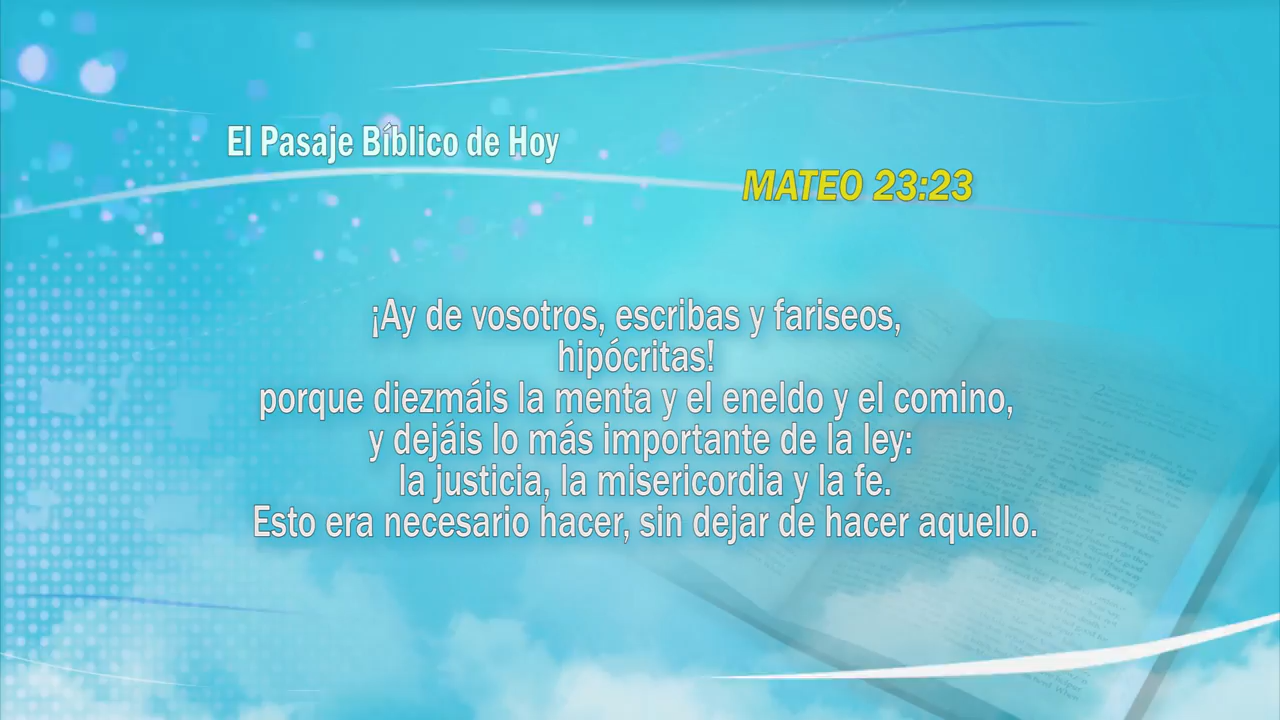 El Pasaje Bíblico de Hoy
MATEO 23:23
¡Ay de vosotros, escribas y fariseos,
hipócritas!
porque diezmáis la menta y el eneldo y el comino,
y dejáis lo más importante de la ley:
la justicia, la misericordia y la fe.
Esto era necesario hacer, sin dejar de hacer aquello.